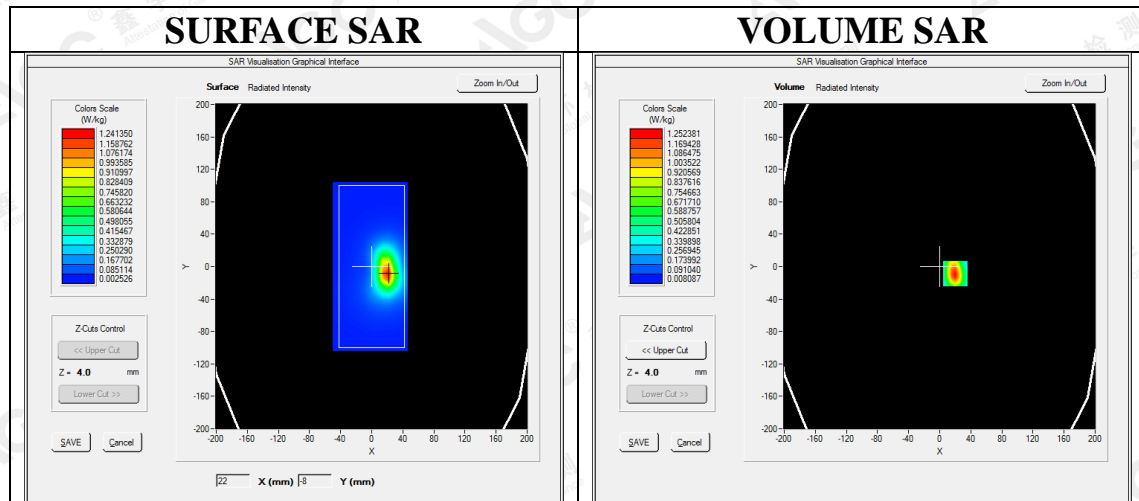 SURFACE SAR
SAR Visualisation Graphical Interface
Surface Radiated Intensity
Zoom In/Out
Colors Scale
(W/kg)
1.241350
1.158762
1.076174
0.993585
0.910997
0.828409
0.745820
0.663232
0.580644
0.498055
0.415467
0.332879
0.250290
0.167702
0.085114
0.002526
Z-Cuts Control
<< Upper Cut
Z = 4.0 mm
Lower Cut >>
SAVE Cancel
200
160
120
80
40
0
-40
-80
-120
-160
-200
Y
-200 -160 -120 -80 -40 0 40 80 120 160 200
X
22 X (mm) -8 Y (mm)
VOLUME SAR
SAR Visualisation Graphical Interface
Volume Radiated Intensity
Zoom In/Out
Colors Scale
(W/kg)
1.252381
1.169428
1.086475
1.003522
0.920569
0.837616
0.754663
0.671710
0.588757
0.505804
0.422851
0.339898
0.256945
0.173992
0.091040
0.008087
Z-Cuts Control
<< Upper Cut
Z = 4.0 mm
Lower Cut >>
SAVE Cancel
200
160
120
80
40
0
-40
-80
-120
-160
-200
Y
-200 -160 -120 -80 -40 0 40 80 120 160 200
X